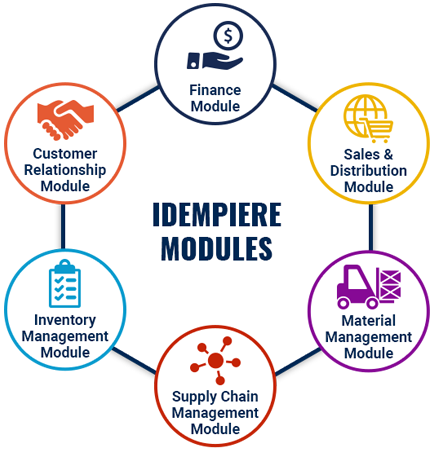 $
Finance
Module
Customer
Relationship
Module
Sales &
Distribution
Module
IDEMPIERE
MODULES
Inventory
Management
Module
Material
Management
Module
Supply Chain
Management
Module